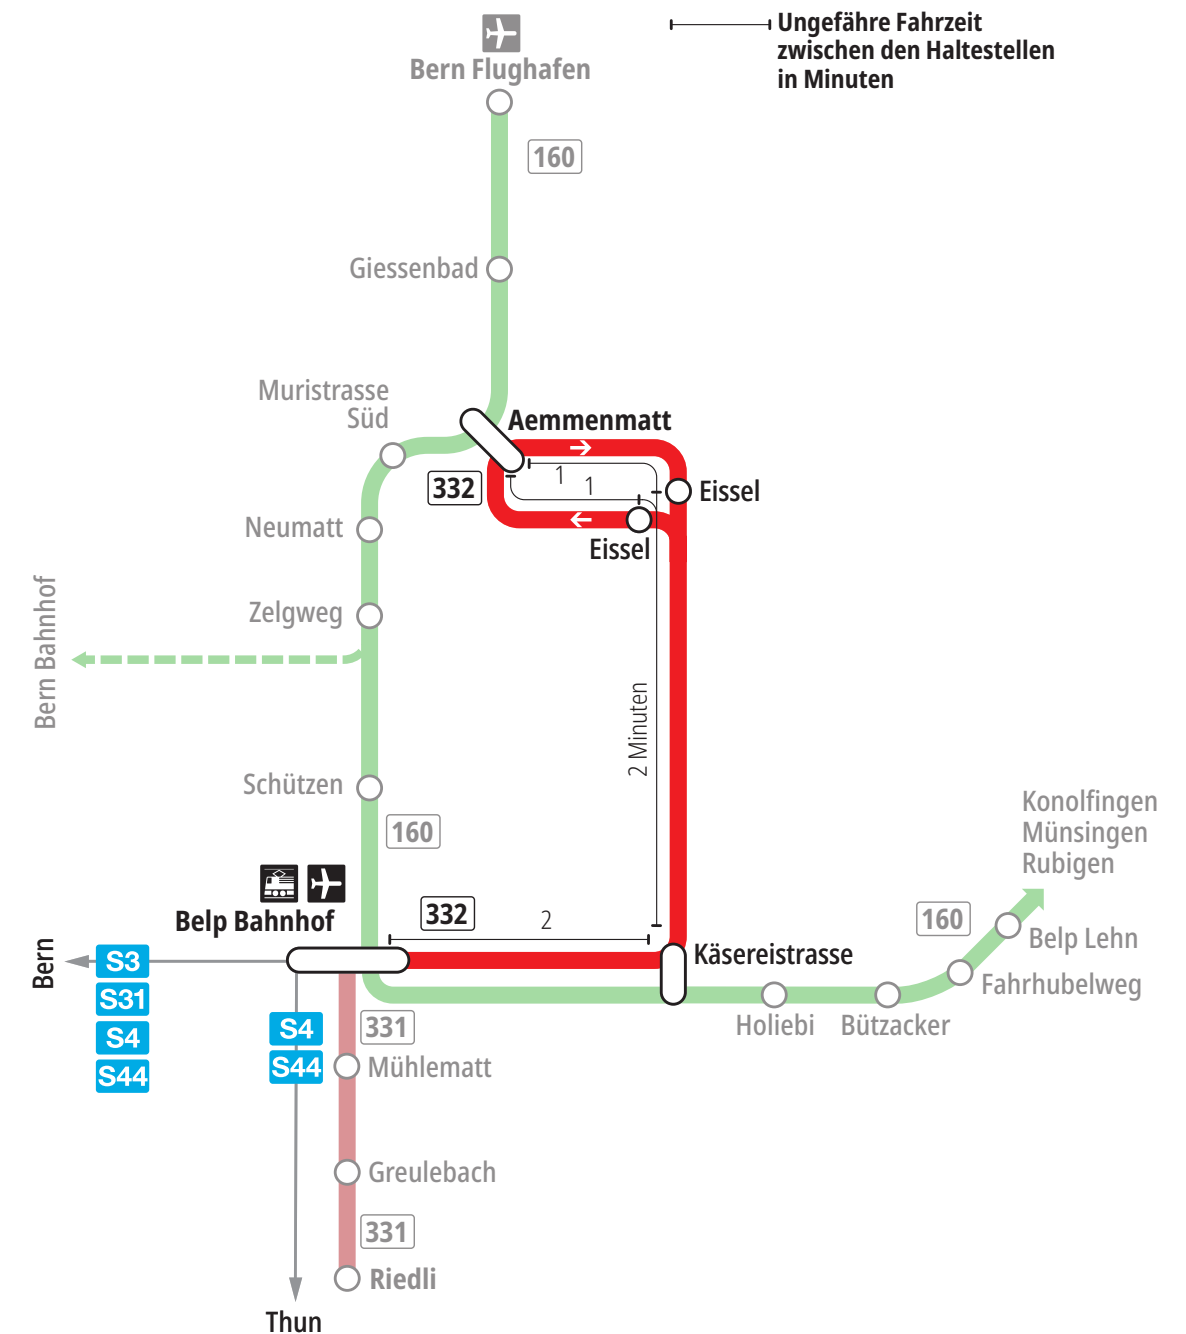 Ungefähre Fahrzeit
zwischen den Haltestellen
in Minuten
Bern Flughafen
160
Giessenbad
Muristrasse
Süd
Aemmenmatt
332
1
1
Eissel
Eissel
Neumatt
Zelgweg
Bern Bahnhof
2 Minuten
Schützen
160
Konolfingen
Münsingen
Rubigen
Belp Bahnhof
332
2
160
Belp Lehn
Käsereistrasse
Fahrhubelweg
Bern
S3
S31
S4
S44
S4
S44
331
Holiebi
Bützacker
Mühlematt
Greulebach
331
Riedli
Thun